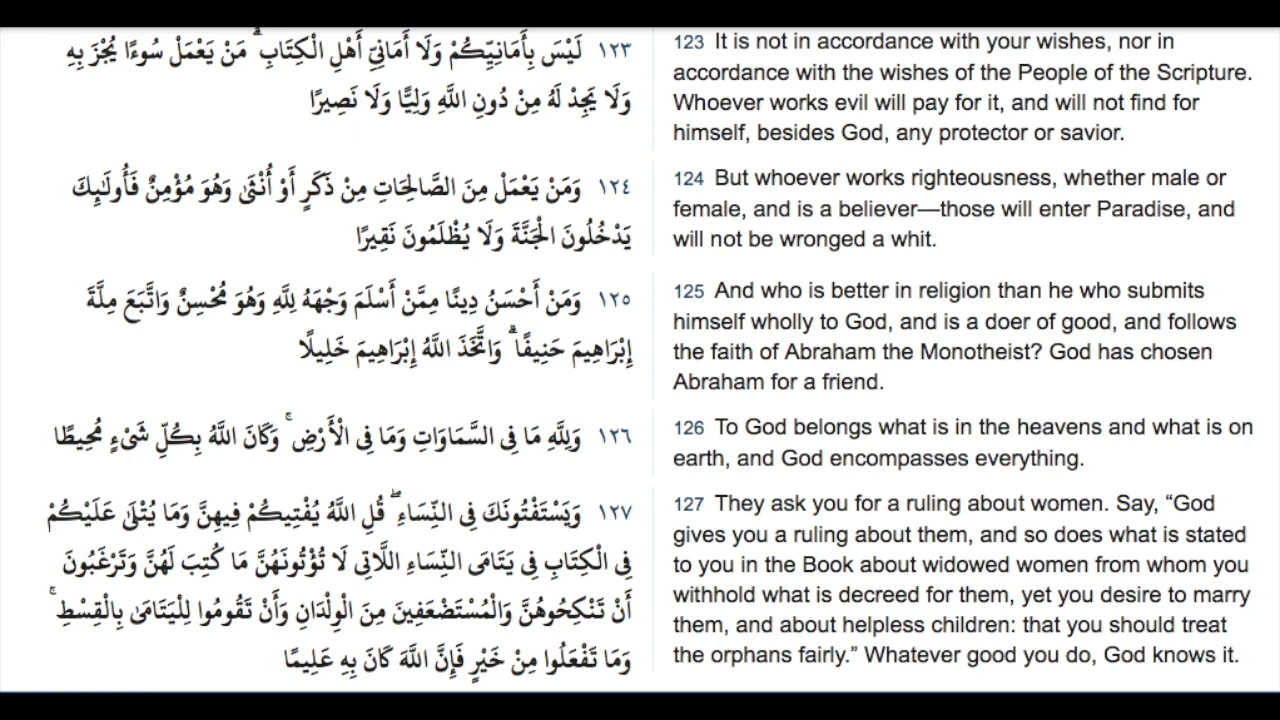 ١٢٣ لَيْسَ بِأَمَانِيِّكُمْ وَلَا أَمَانِيِّ أَهْلِ الْكِتَابِ ۗ مَنْ يَعْمَلْ سُوءًا يُجْزَ بِهِ
وَلَا يَجِدْ لَهُ مِنْ دُونِ اللَّهِ وَلِيًّا وَلَا نَصِيرًا
123 It is not in accordance with your wishes, nor in
accordance with the wishes of the People of the Scripture.
Whoever works evil will pay for it, and will not find for
himself, besides God, any protector or savior.
١٢٤ وَمَنْ يَعْمَلْ مِنَ الصَّالِحَاتِ مِنْ ذَكَرٍ أَوْ أُنْثَىٰ وَهُوَ مُؤْمِنٌ فَأُولَٰئِكَ
يَدْخُلُونَ الْجَنَّةَ وَلَا يُظْلَمُونَ نَقِيرًا
124 But whoever works righteousness, whether male or
female, and is a believer—those will enter Paradise, and
will not be wronged a whit.
١٢٥ وَمَنْ أَحْسَنُ دِينًا مِمَّنْ أَسْلَمَ وَجْهَهُ لِلَّهِ وَهُوَ مُحْسِنٌ وَاتَّبَعَ مِلَّةَ
إِبْرَاهِيمَ حَنِيفًا ۗ وَاتَّخَذَ اللَّهُ إِبْرَاهِيمَ خَلِيلًا
125 And who is better in religion than he who submits
himself wholly to God, and is a doer of good, and follows
the faith of Abraham the Monotheist? God has chosen
Abraham for a friend.
١٢٦ وَلِلَّهِ مَا فِي السَّمَاوَاتِ وَمَا فِي الْأَرْضِ ۚ وَكَانَ اللَّهُ بِكُلِّ شَيْءٍ مُحِيطًا
126 To God belongs what is in the heavens and what is on
earth, and God encompasses everything.
١٢٧ وَيَسْتَفْتُونَكَ فِي النِّسَاءِ ۖ قُلِ اللَّهُ يُفْتِيكُمْ فِيهِنَّ وَمَا يُتْلَىٰ عَلَيْكُمْ
فِي الْكِتَابِ فِي يَتَامَى النِّسَاءِ اللَّاتِي لَا تُؤْتُونَهُنَّ مَا كُتِبَ لَهُنَّ وَتَرْغَبُونَ
أَنْ تَنْكِحُوهُنَّ وَالْمُسْتَضْعَفِينَ مِنَ الْوِلْدَانِ وَأَنْ تَقُومُوا لِلْيَتَامَىٰ بِالْقِسْطِ ۚ
وَمَا تَفْعَلُوا مِنْ خَيْرٍ فَإِنَّ اللَّهَ كَانَ بِهِ عَلِيمًا
127 They ask you for a ruling about women. Say, “God
gives you a ruling about them, and so does what is stated
to you in the Book about widowed women from whom you
withhold what is decreed for them, yet you desire to marry
them, and about helpless children: that you should treat
the orphans fairly.” Whatever good you do, God knows it.